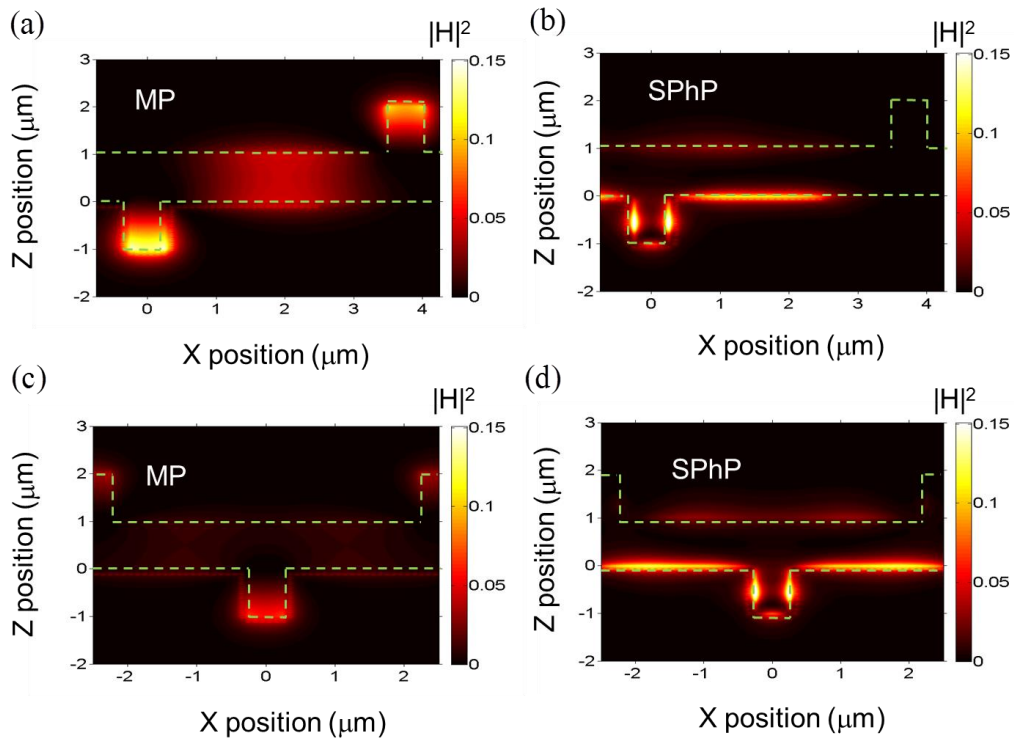 (a)
|H|2
3
2
1
0
-1
-2
0 1 2 3 4
0.15
0.1
0.05
0
MP
Z position (μm)
X position (μm)
(b)
|H|2
3
2
1
0
-1
-2
0 1 2 3 4
0.15
0.1
0.05
0
SPhP
Z position (μm)
X position (μm)
(c)
|H|2
3
2
1
0
-1
-2
-2 -1 0 1 2
0.15
0.1
0.05
0
MP
Z position (μm)
X position (μm)
(d)
|H|2
3
2
1
0
-1
-2
-2 -1 0 1 2
0.15
0.1
0.05
0
SPhP
Z position (μm)
X position (μm)